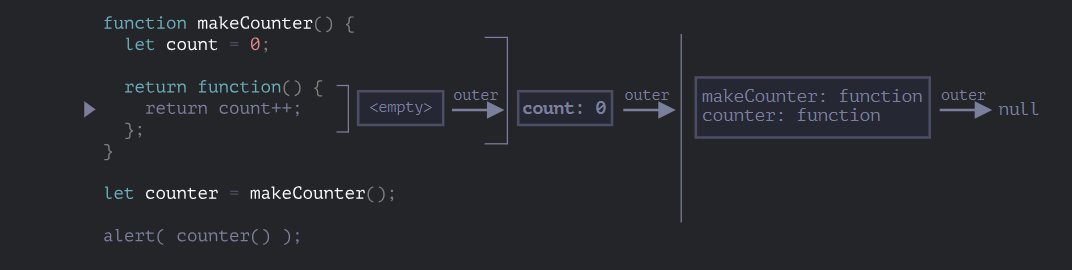 function makeCounter() {
let count = 0;
return function() {
return count++;
};
}
let counter = makeCounter();
alert( counter() );
<empty>
outer
count: 0
outer
makeCounter: function
counter: function
outer
null